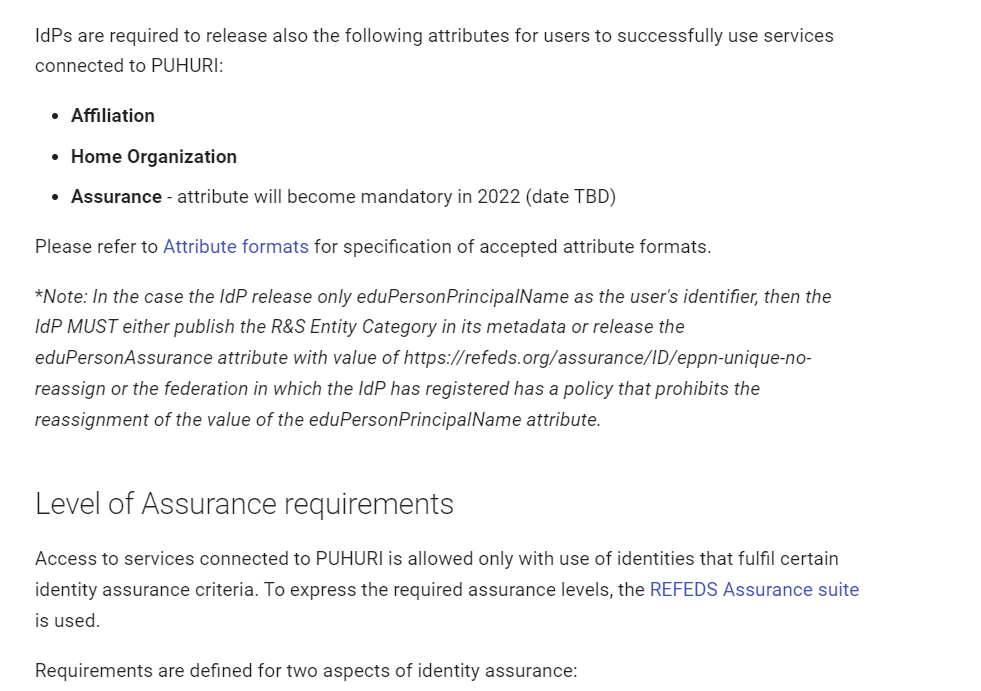 IdPs are required to release also the following attributes for users to successfully use services
connected to PUHURI:
• Affiliation
• Home Organization
• Assurance - attribute will become mandatory in 2022 (date TBD)
Please refer to Attribute formats for specification of accepted attribute formats.
*Note: In the case the IdP release only eduPersonPrincipalName as the user's identifier, then the
IdP MUST either publish the R&S Entity Category in its metadata or release the
eduPersonAssurance attribute with value of https://refeds.org/assurance/ID/eppn-unique-no-
reassign or the federation in which the IdP has registered has a policy that prohibits the
reassignment of the value of the eduPersonPrincipalName attribute.
Level of Assurance requirements
Access to services connected to PUHURI is allowed only with use of identities that fulfil certain
identity assurance criteria. To express the required assurance levels, the REFEDS Assurance suite
is used.
Requirements are defined for two aspects of identity assurance: